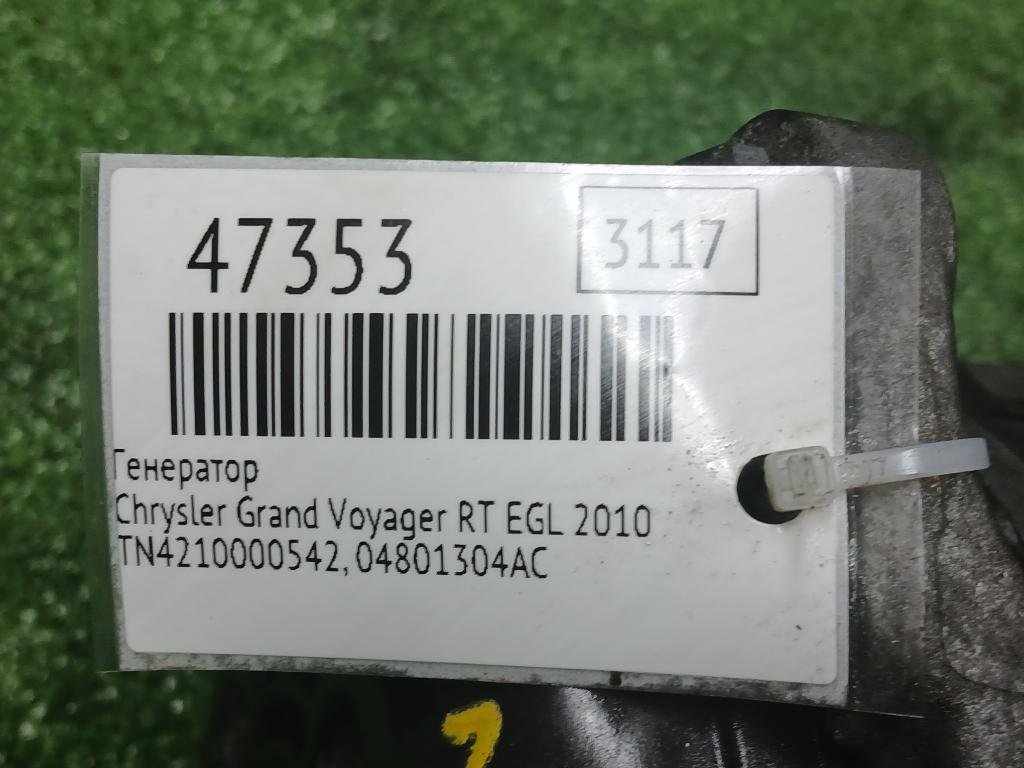 47353
3117
Генератор
Chrysler Grand Voyager RT EGL 2010
TN4210000542, 04801304AC